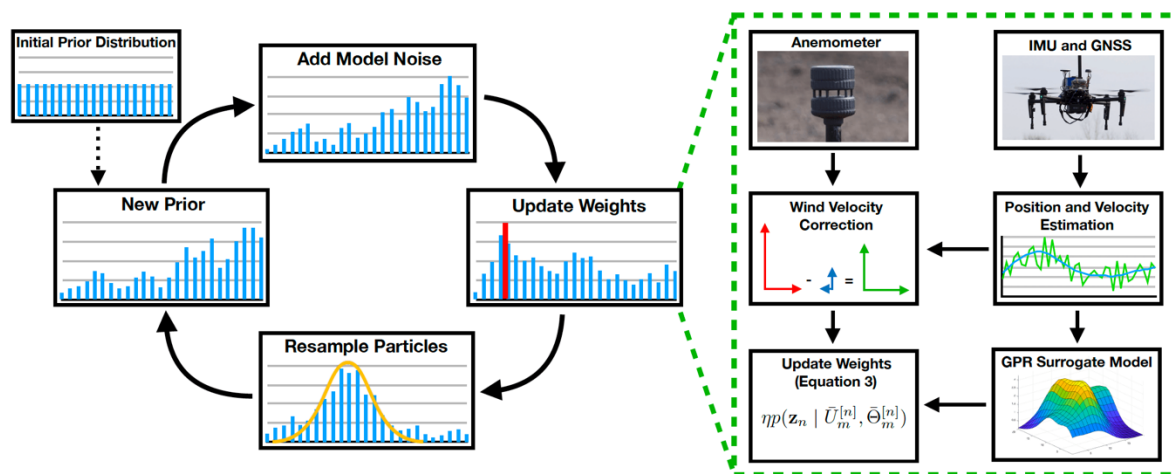 Initial Prior Distribution
Add Model Noise
New Prior
Update Weights
Resample Particles
Anemometer
IMU and GNSS
Wind Velocity
Correction
- =
Position and Velocity
Estimation
Update Weights
(Equation 3)
ηp(𝐳ₙ | Ū_m^[n], Θ̄_m^[n])
GPR Surrogate Model